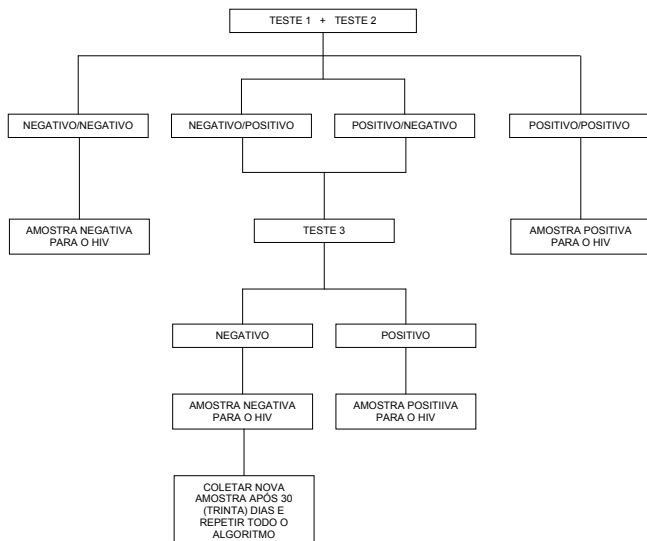 TESTE 1 + TESTE 2
NEGATIVO/NEGATIVO
NEGATIVO/POSITIVO
POSITIVO/NEGATIVO
POSITIVO/POSITIVO
AMOSTRA NEGATIVA
PARA O HIV
TESTE 3
AMOSTRA POSITIVA
PARA O HIV
NEGATIVO
POSITIVO
AMOSTRA NEGATIVA
PARA O HIV
AMOSTRA POSITIIVA
PARA O HIV
COLETAR NOVA
AMOSTRA APÓS 30
(TRINTA) DIAS E
REPETIR TODO O
ALGORITMO